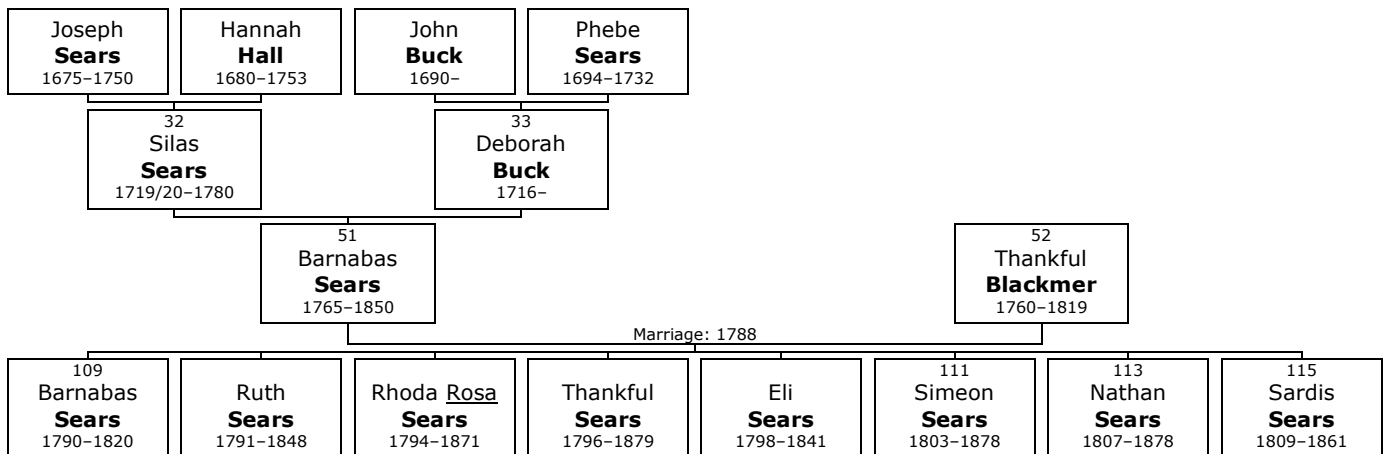 Joseph
Sears
1675–1750
Hannah
Hall
1680–1753
John
Buck
1690–
Phebe
Sears
1694–1732
32
Silas
Sears
1719/20–1780
33
Deborah
Buck
1716–
51
Barnabas
Sears
1765–1850
52
Thankful
Blackmer
1760–1819
Marriage: 1788
109
Barnabas
Sears
1790–1820
Ruth
Sears
1791–1848
Rhoda Rosa
Sears
1794–1871
Thankful
Sears
1796–1879
Eli
Sears
1798–1841
111
Simeon
Sears
1803–1878
113
Nathan
Sears
1807–1878
115
Sardis
Sears
1809–1861